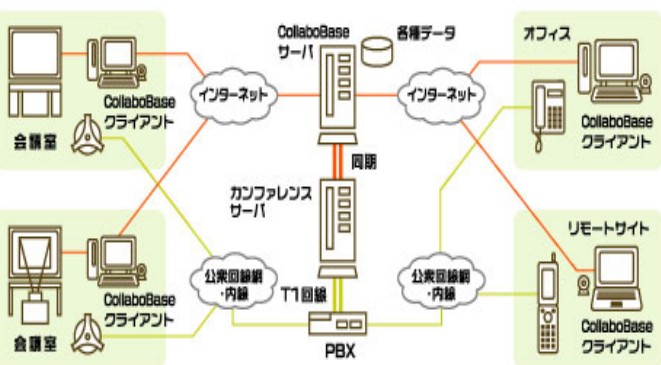 会議室
CollaboBase
クライアント
インターネット
CollaboBase
サーバ
各種データ
インターネット
オフィス
CollaboBase
クライアント
同期
カンファレンス
サーバ
会議室
CollaboBase
クライアント
公衆回線網
・内線
T1回線
PBX
公衆回線網
・内線
リモートサイト
CollaboBase
クライアント